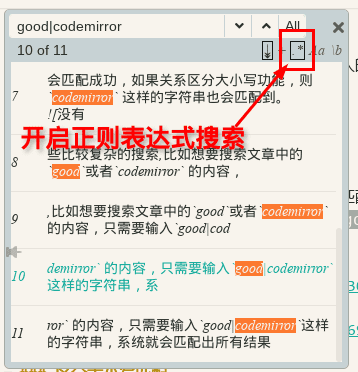 good|codemirror
All
10 of 11
.* Aa \b
7
会匹配成功，如果关系区分大小写功能，则
`codemirror` 这样的字符串也会匹配到。
![没有
开启正则表达式搜索
8
些比较复杂的搜索,比如想要搜索文章中的
`good`或者`codemirror` 的内容，
9
,比如想要搜索文章中的`good`或者`codemirror`
的内容，只需要输入`good|cod
10
demirror` 的内容，只需要输入`good|codemirror`
这样的字符串，系
11
ror` 的内容，只需要输入`good|codemirror`这样
的字符串，系统就会匹配出所有结果